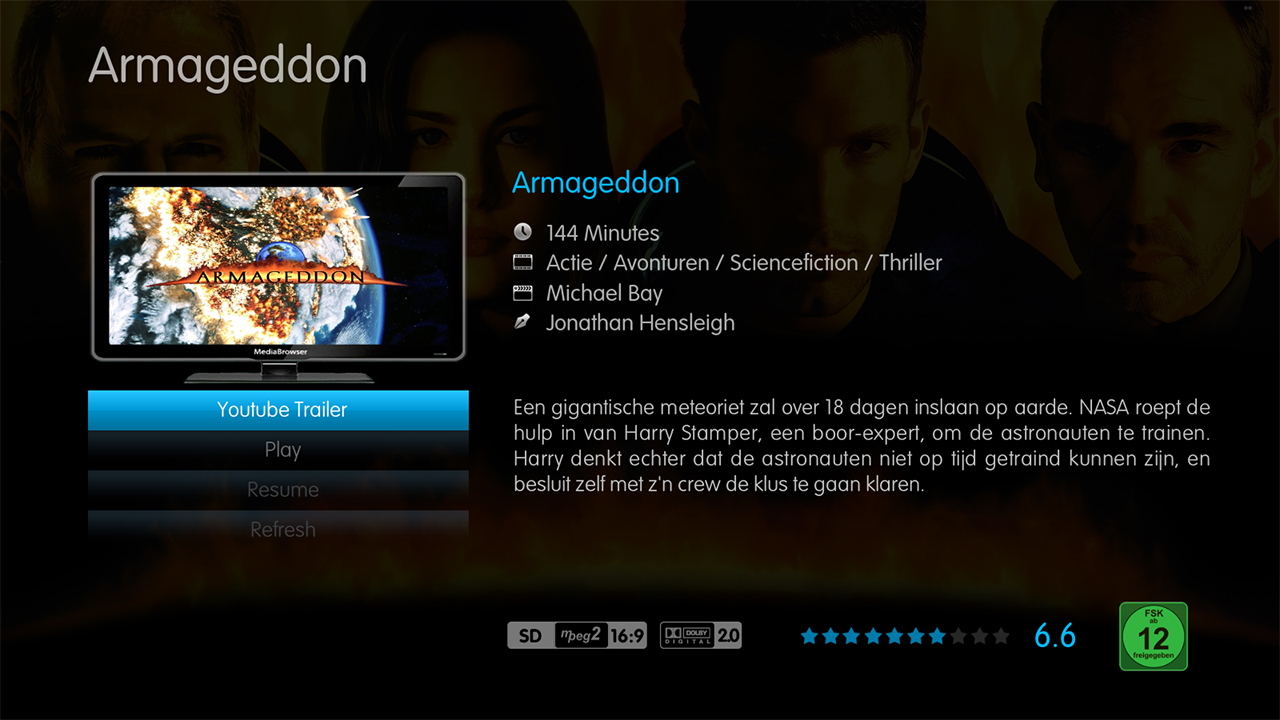 Armageddon
ARMAGEDDON
MediaBrowser
Youtube Trailer
Play
Resume
Refresh
Armageddon
144 Minutes
Actie / Avonturen / Sciencefiction / Thriller
Michael Bay
Jonathan Hensleigh
Een gigantische meteoriet zal over 18 dagen inslaan op aarde. NASA roept de
hulp in van Harry Stamper, een boor-expert, om de astronauten te trainen.
Harry denkt echter dat de astronauten niet op tijd getraind kunnen zijn, en
besluit zelf met z'n crew de klus te gaan klaren.
SD mpeg2 16:9 DOLBY DIGITAL 2.0
6.6
FSK
ab
12
freigegeben